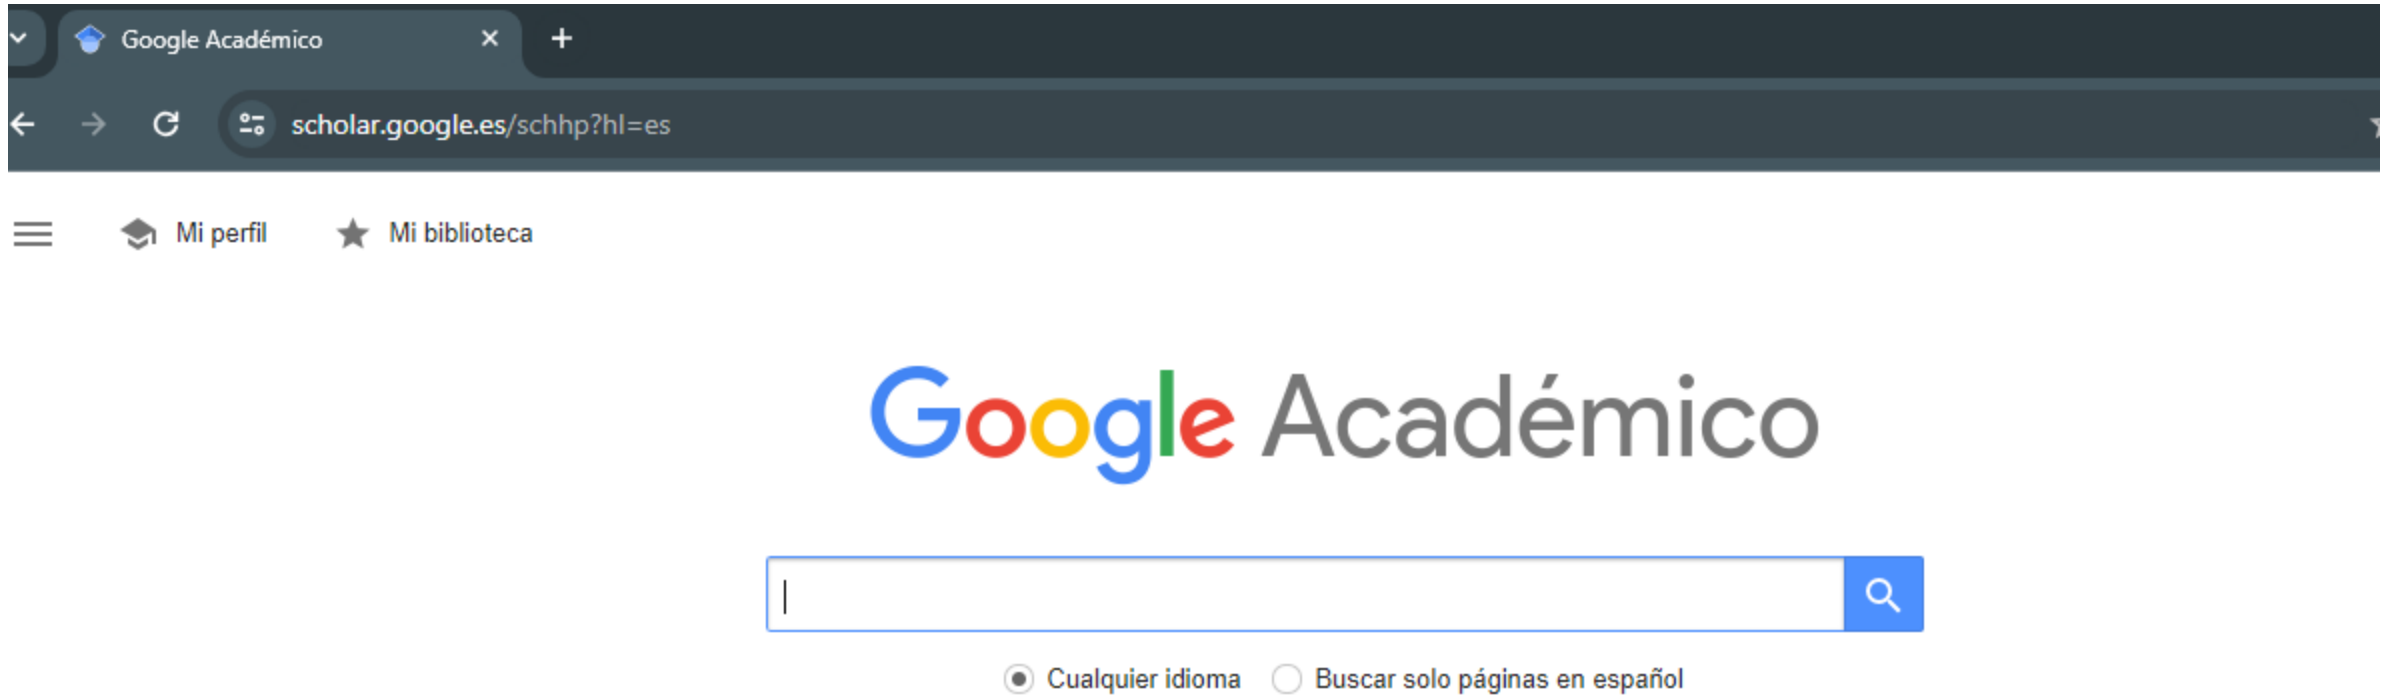 Google Académico
scholar.google.es/schhp?hl=es
Mi perfil Mi biblioteca
Google Académico
Cualquier idioma Buscar solo páginas en español